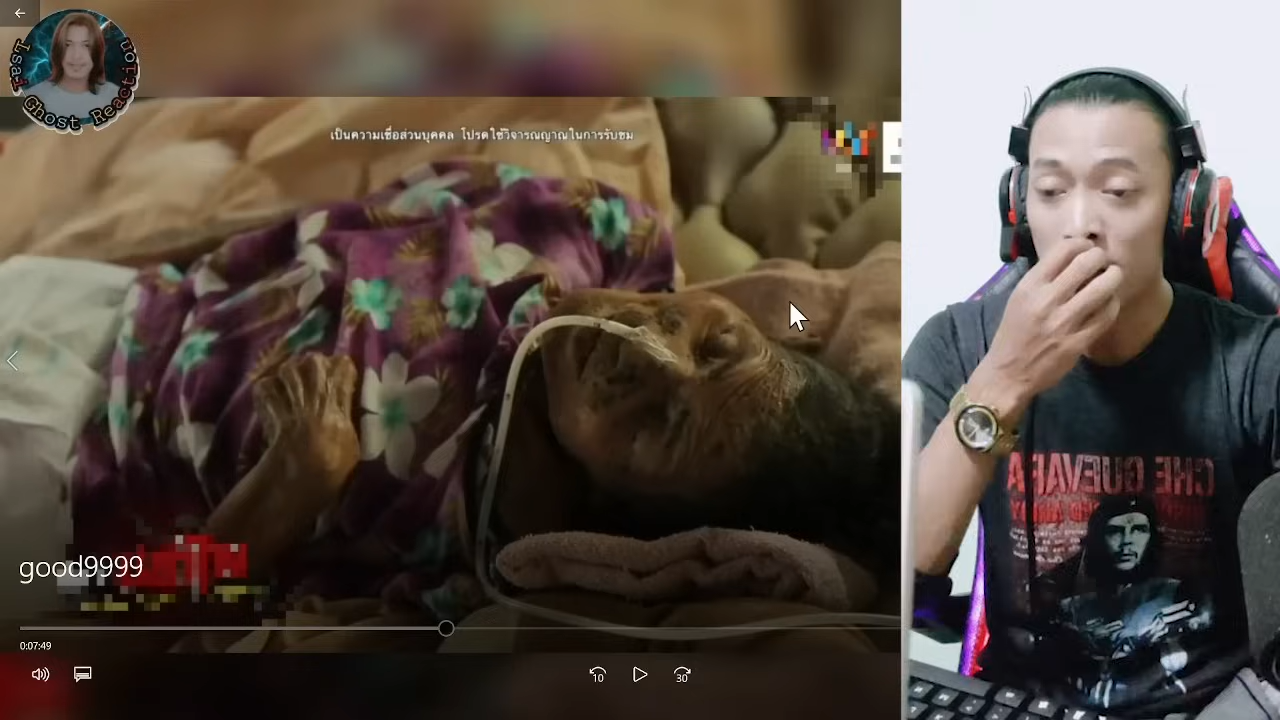 Tsar Ghost Reaction
เป็นความเชื่อส่วนบุคคล โปรดใช้วิจารณญาณในการรับชม
CHE GUEVARA
good9999
0:07:49
10
30